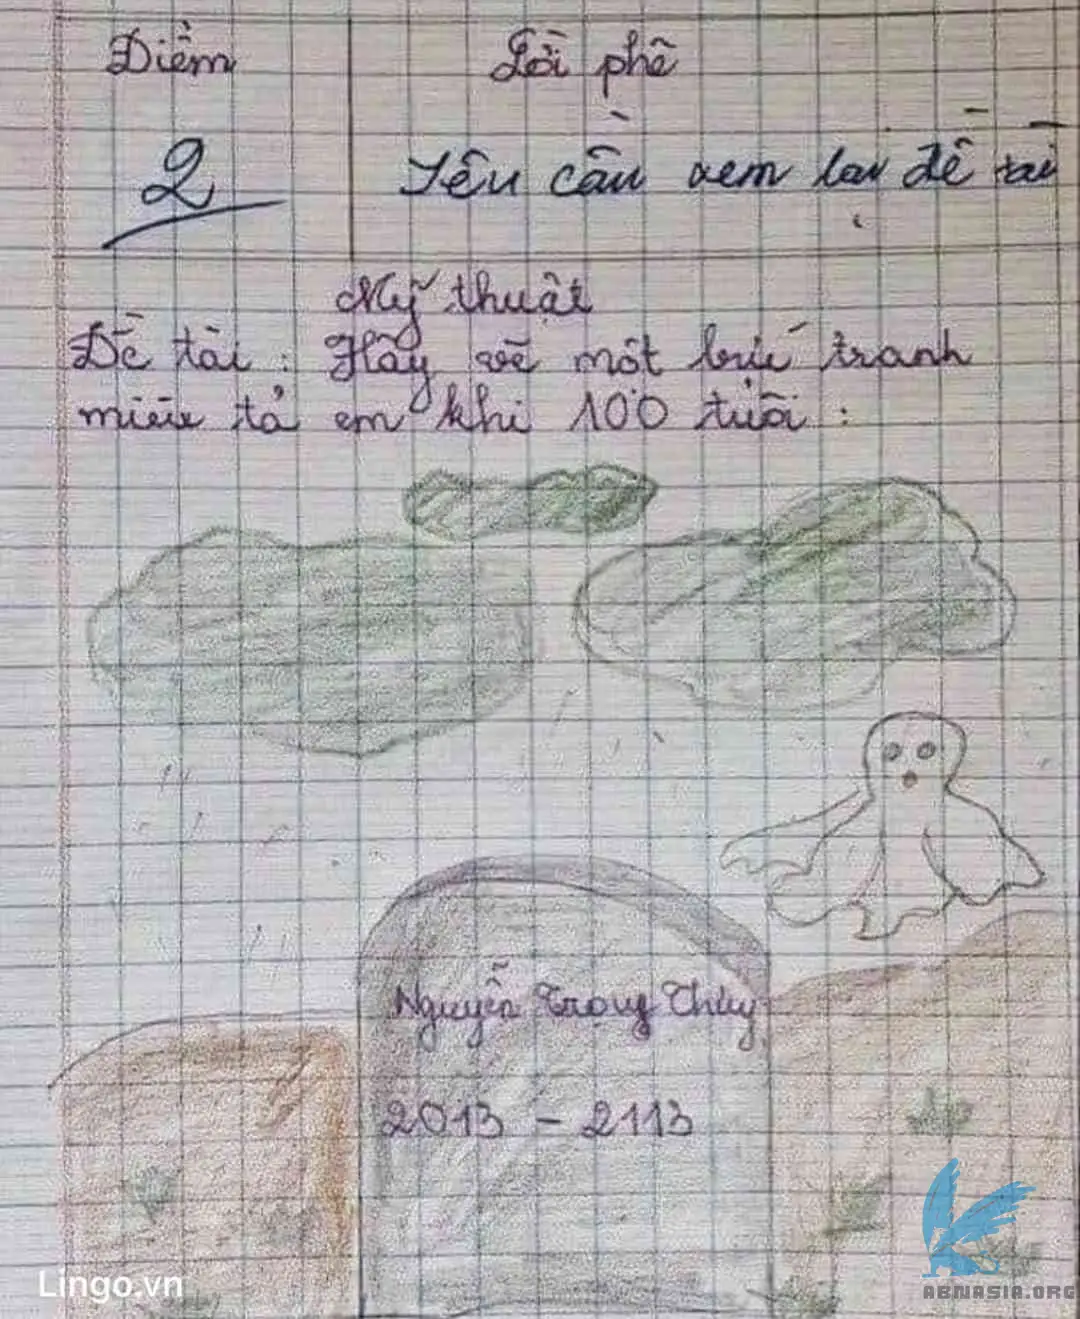 Điểm
Lời phê
2
Yêu cầu xem lại đề tài
Mỹ thuật
Đề tài : Hãy vẽ một bức tranh
miêu tả em khi 100 tuổi :
Nguyễn Trọng Thúy
2013 - 2113
Lingo.vn
ABNASIA.ORG